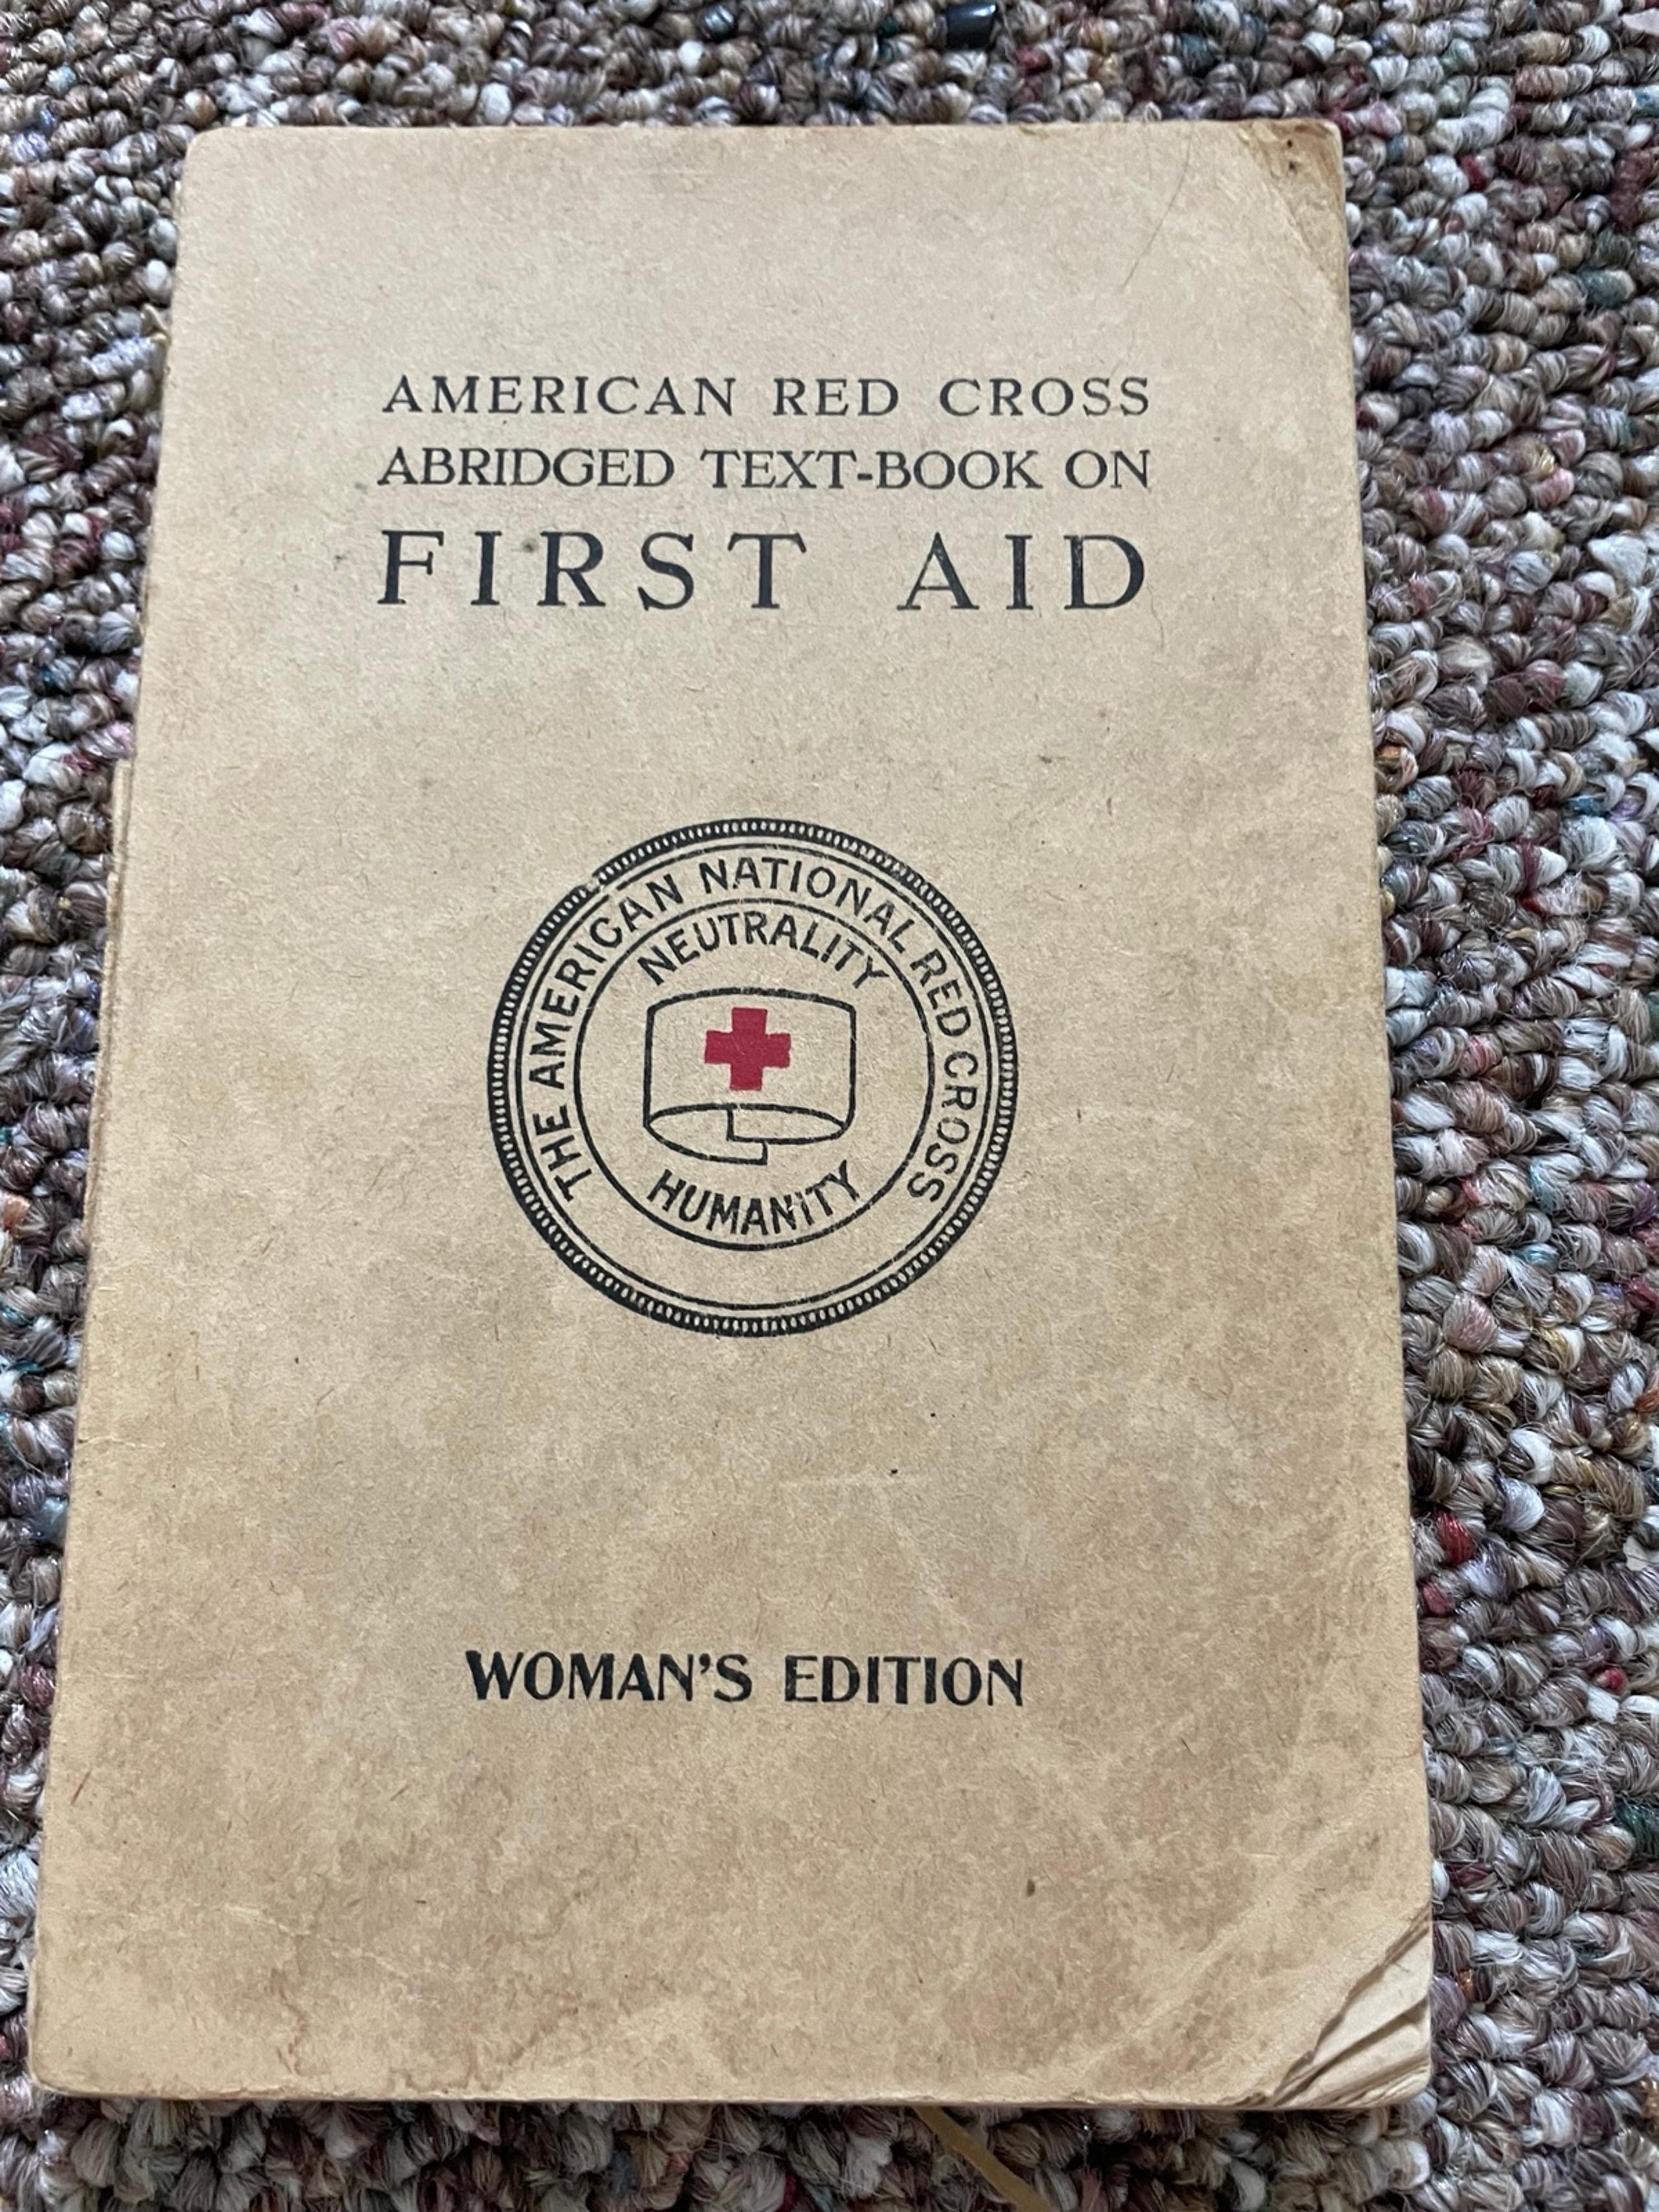 AMERICAN RED CROSS
ABRIDGED TEXT-BOOK ON
FIRST AID
THE AMERICAN NATIONAL RED CROSS
NEUTRALITY
HUMANITY
WOMAN'S EDITION